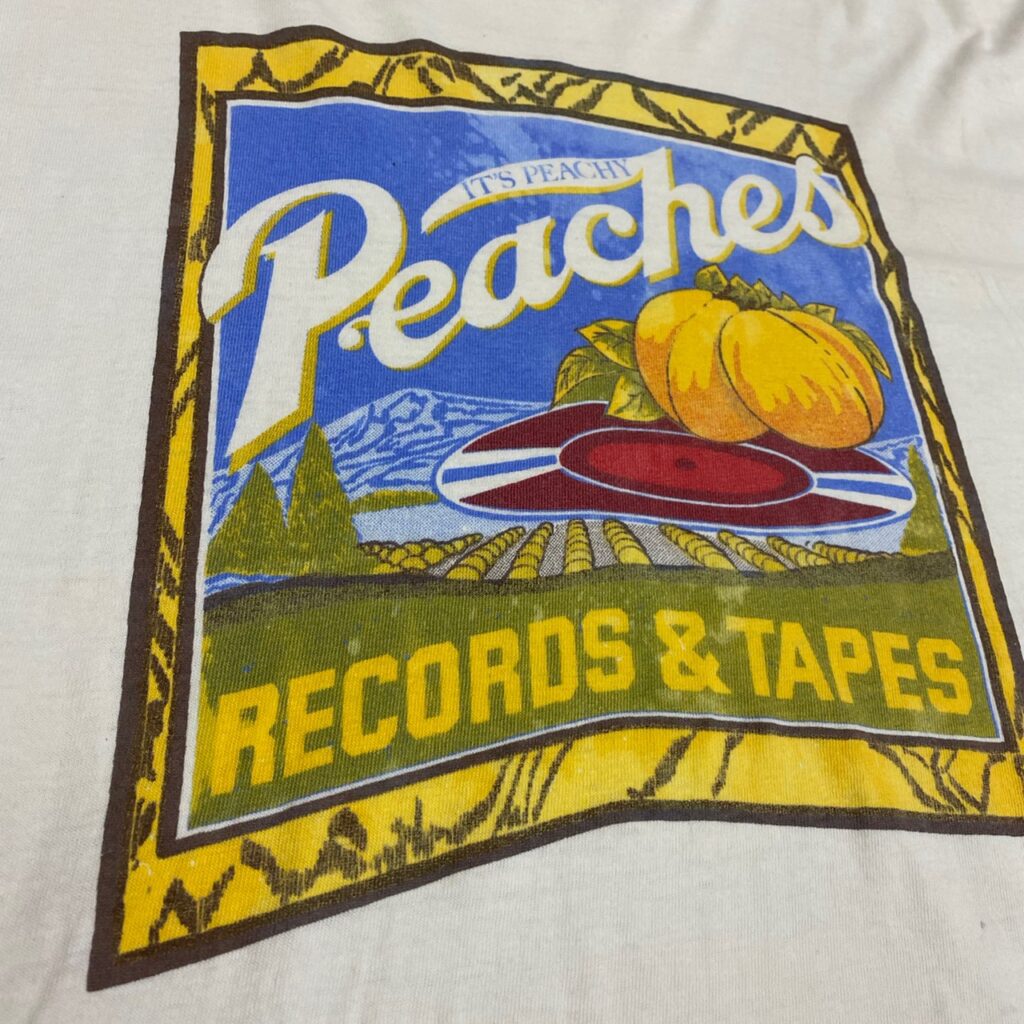 IT'S PEACHY
Peaches
RECORDS & TAPES